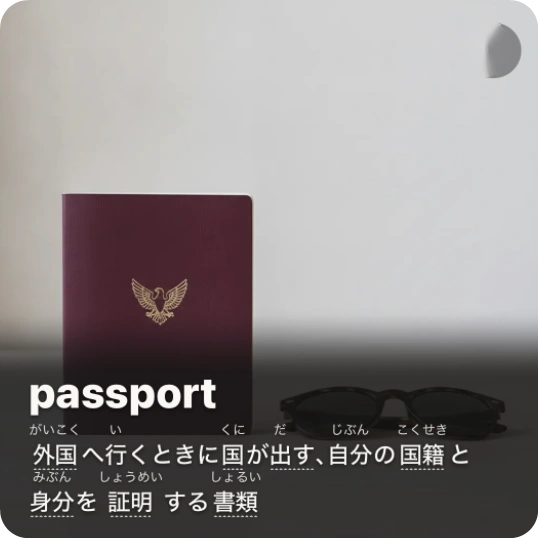 passport
がいこく い くに だ じぶん こくせき
外国へ行くときに国が出す、自分の国籍と
みぶん しょうめい しょるい
身分を証明する書類